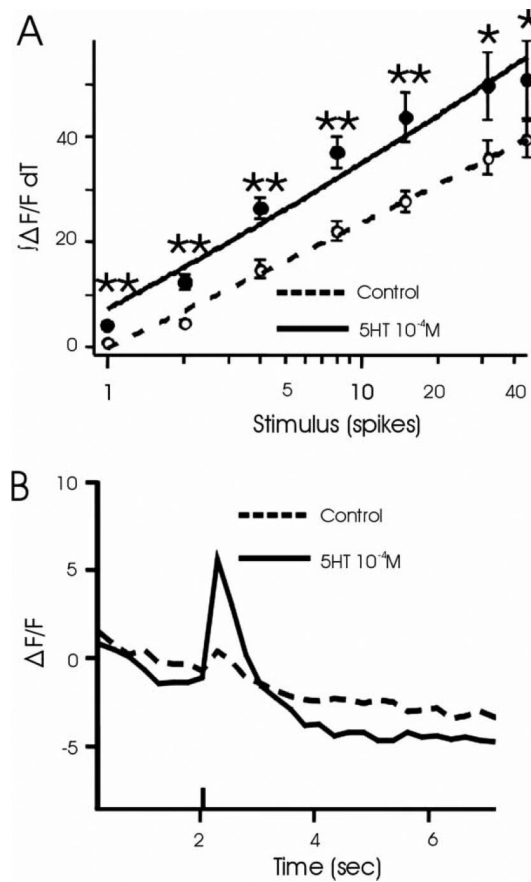 A
★★ ★★ ★★ ★★ ★★ ★ ★
∫ΔF/F dT
40
20
0
Control
5HT 10⁻⁴M
1 5 10 20 40
Stimulus (spikes)
B
10
5
0
-5
ΔF/F
Control
5HT 10⁻⁴M
2 4 6
Time (sec)